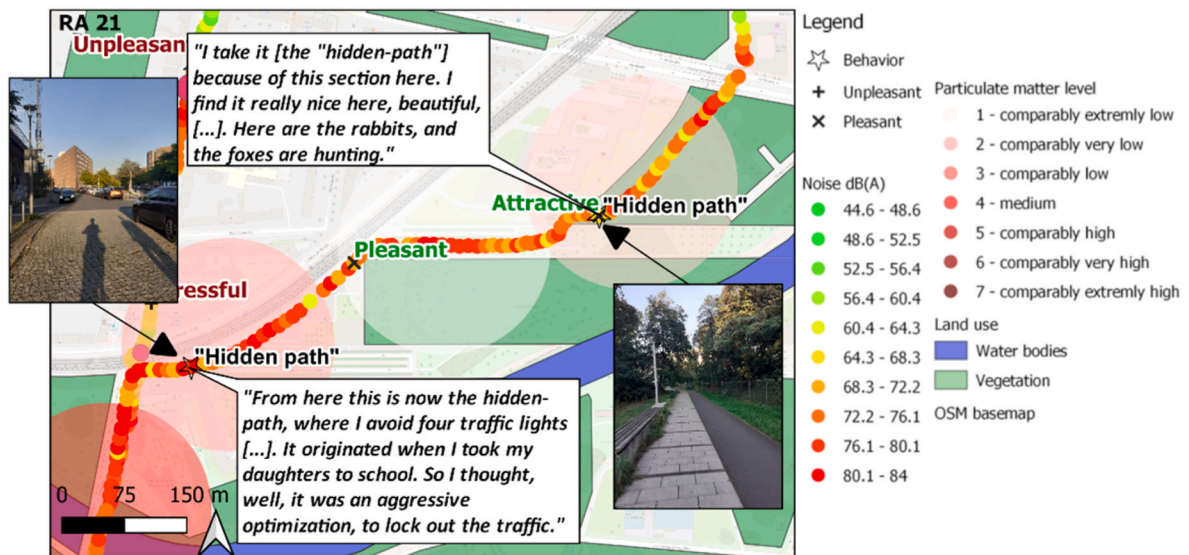 RA 21
Unpleasan
"I take it [the "hidden-path"]
because of this section here. I
find it really nice here, beautiful,
[...]. Here are the rabbits, and
the foxes are hunting."
Attractive
"Hidden path"
Pleasant
ressful
"Hidden path"
"From here this is now the hidden-
path, where I avoid four traffic lights
[...]. It originated when I took my
daughters to school. So I thought,
well, it was an aggressive
optimization, to lock out the traffic."
0 75 150 m
Legend
Behavior
Unpleasant
Pleasant
Noise dB(A)
44.6 - 48.6
48.6 - 52.5
52.5 - 56.4
56.4 - 60.4
60.4 - 64.3
64.3 - 68.3
68.3 - 72.2
72.2 - 76.1
76.1 - 80.1
80.1 - 84
Particulate matter level
1 - comparably extremly low
2 - comparably very low
3 - comparably low
4 - medium
5 - comparably high
6 - comparably very high
7 - comparably extremly high
Land use
Water bodies
Vegetation
OSM basemap